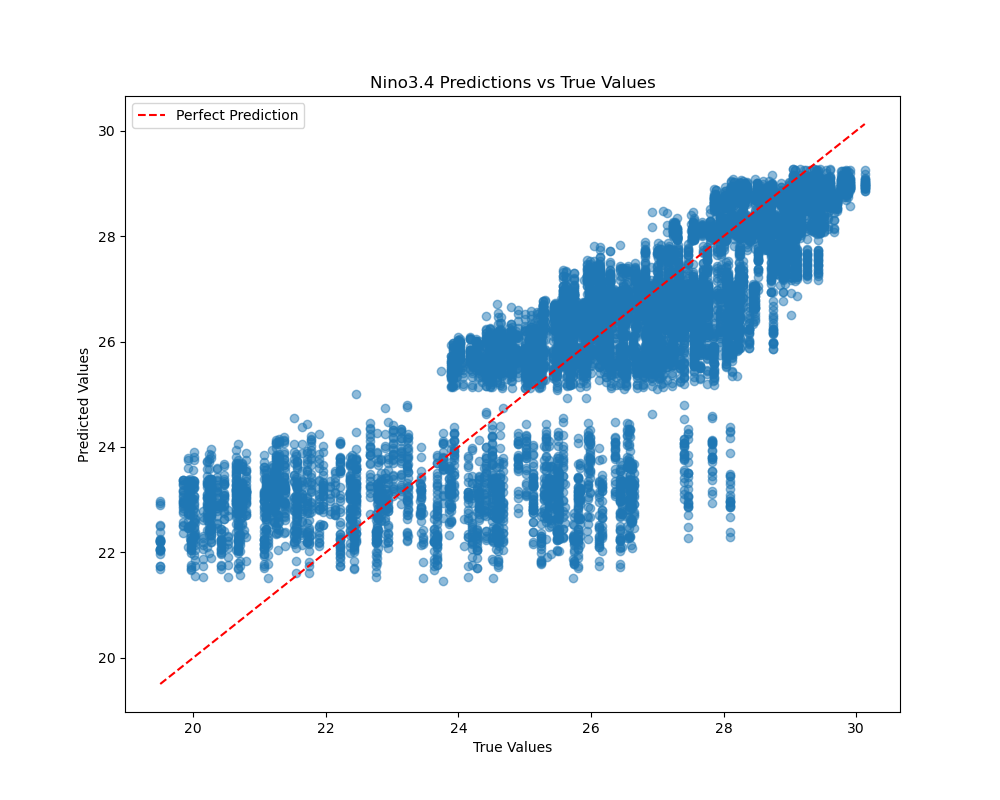 Nino3.4 Predictions vs True Values
Perfect Prediction
Predicted Values
30
28
26
24
22
20
20 22 24 26 28 30
True Values